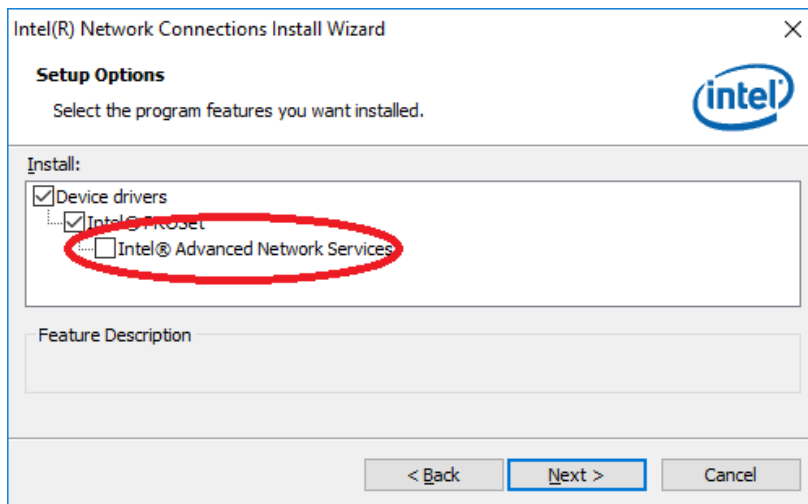 Intel(R) Network Connections Install Wizard
Setup Options
Select the program features you want installed.
intel
Install:
Device drivers
Intel® PROSet
Intel® Advanced Network Services
Feature Description
< Back
Next >
Cancel